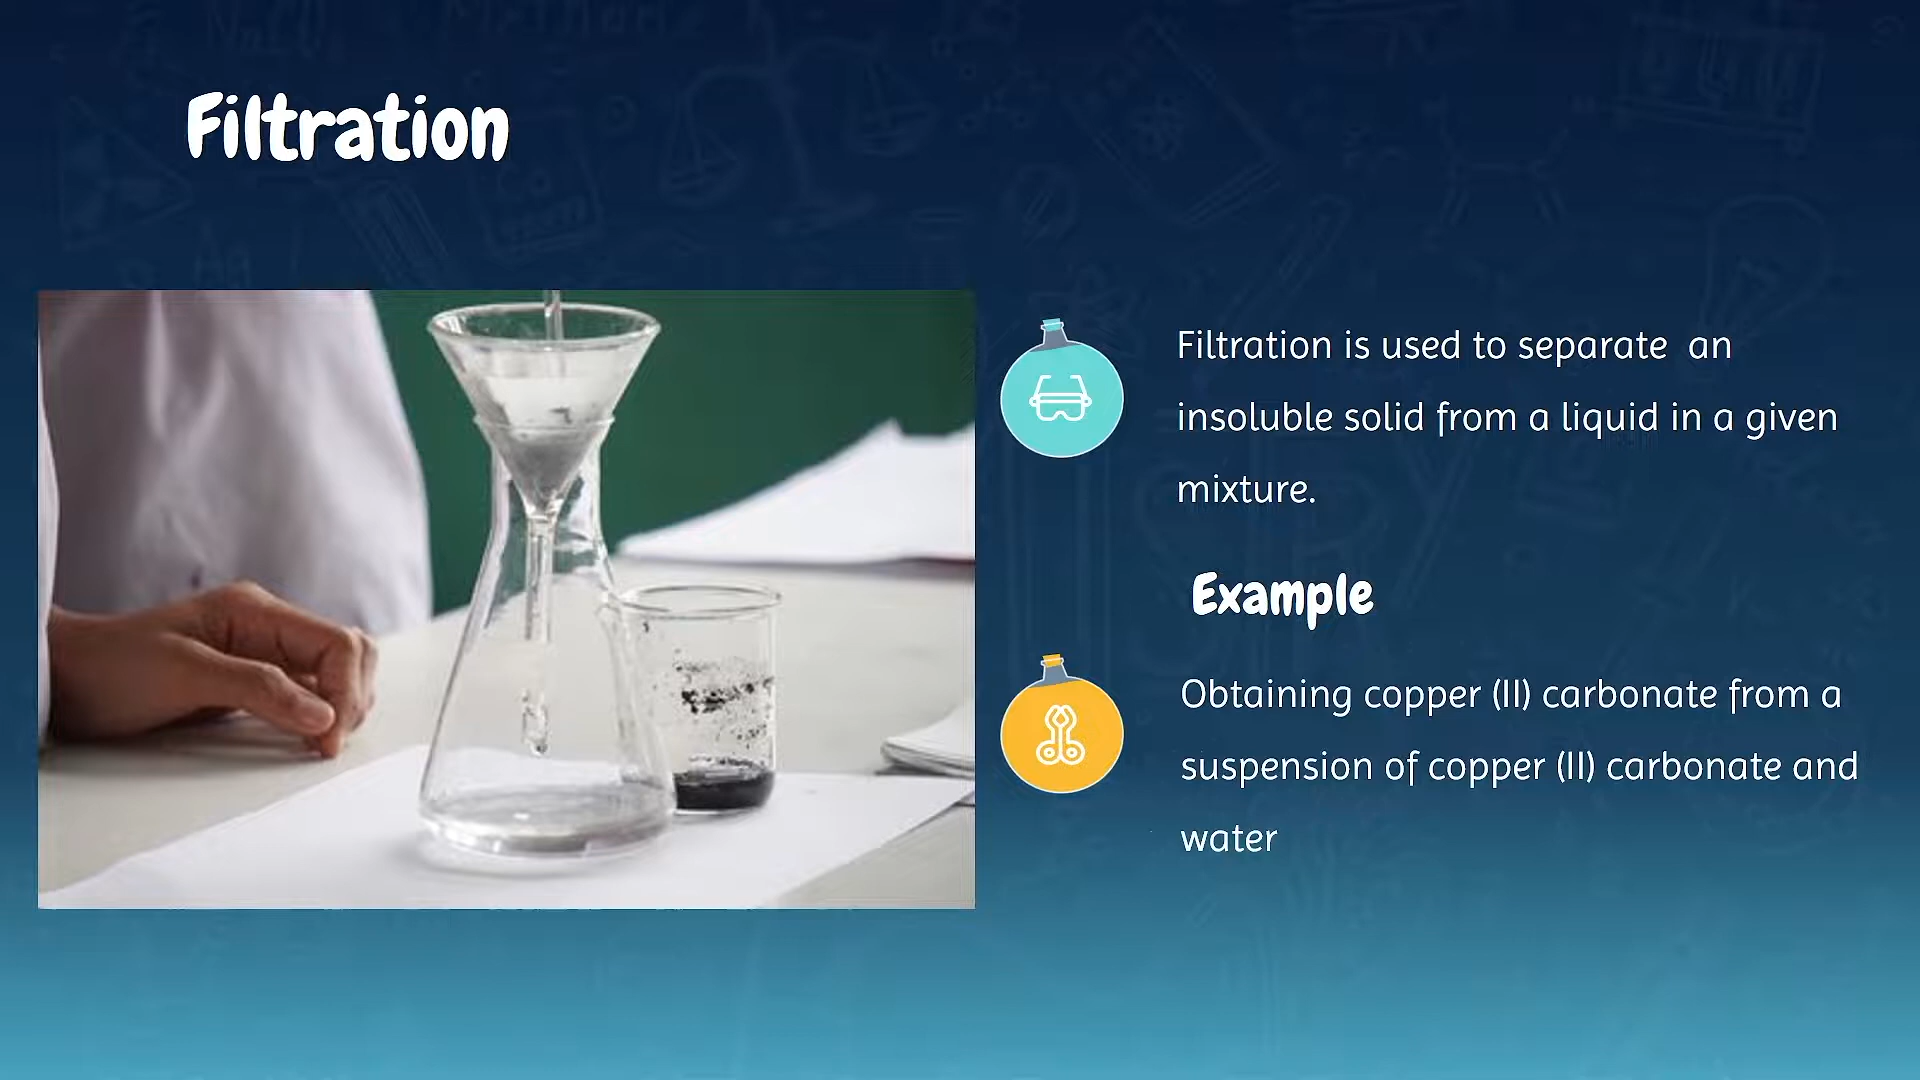 Filtration
Filtration is used to separate an
insoluble solid from a liquid in a given
mixture.
Example
Obtaining copper (II) carbonate from a
suspension of copper (II) carbonate and
water